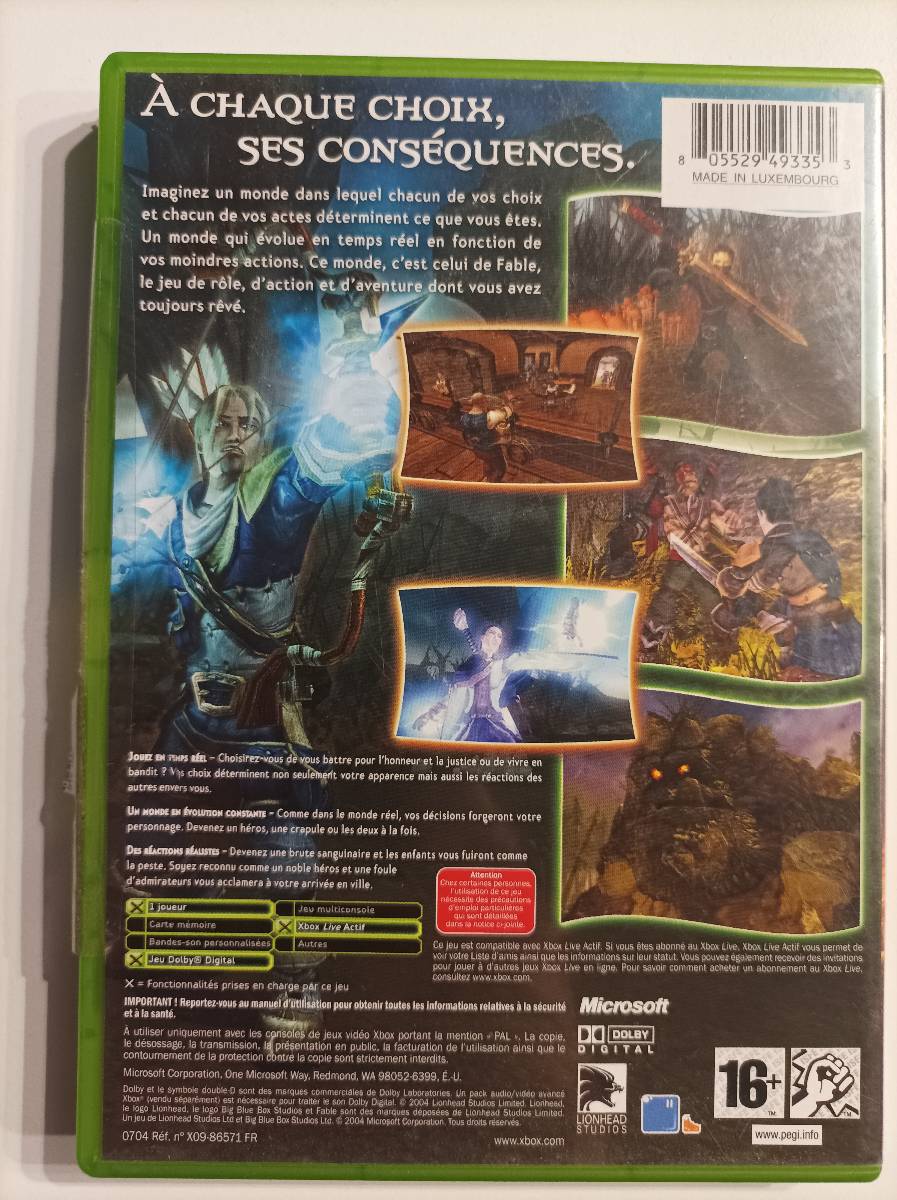 À CHAQUE CHOIX,
SES CONSÉQUENCES.
8 05529 49335 3
MADE IN LUXEMBOURG
Imaginez un monde dans lequel chacun de vos choix
et chacun de vos actes déterminent ce que vous êtes.
Un monde qui évolue en temps réel en fonction de
vos moindres actions. Ce monde, c'est celui de Fable,
le jeu de rôle, d'action et d'aventure dont vous avez
toujours rêvé.
JOUEZ EN TEMPS RÉEL – Choisirez-vous de vous battre pour l'honneur et la justice ou de vivre en
bandit ? Vos choix déterminent non seulement votre apparence mais aussi les réactions des
autres envers vous.
UN MONDE EN ÉVOLUTION CONSTANTE – Comme dans le monde réel, vos décisions forgeront votre
personnage. Devenez un héros, une crapule ou les deux à la fois.
DES RÉACTIONS RÉALISTES – Devenez une brute sanguinaire et les enfants vous fuiront comme
la peste. Soyez reconnu comme un noble héros et une foule
d'admirateurs vous acclamera à votre arrivée en ville.
Attention
Chez certaines personnes,
l'utilisation de ce jeu
nécessite des précautions
d'emploi particulières
qui sont détaillées
dans la notice ci-jointe.
X 1 joueur
Jeu multiconsole
Carte mémoire
X Xbox Live Actif
Bandes-son personnalisées
Autres
X Jeu Dolby® Digital
X = Fonctionnalités prises en charge par ce jeu
Ce jeu est compatible avec Xbox Live Actif. Si vous êtes abonné au Xbox Live, Xbox Live Actif vous permet de
voir votre Liste d'amis ainsi que les informations sur leur statut. Vous pouvez également recevoir des invitations
pour jouer à d'autres jeux Xbox Live en ligne. Pour savoir comment acheter un abonnement au Xbox Live,
consultez www.xbox.com.
IMPORTANT ! Reportez-vous au manuel d'utilisation pour obtenir toutes les informations relatives à la sécurité
et à la santé.
À utiliser uniquement avec les consoles de jeux vidéo Xbox portant la mention « PAL ». La copie,
le désossage, la transmission, la présentation en public, la facturation de l'utilisation ainsi que le
contournement de la protection contre la copie sont strictement interdits.
Microsoft Corporation, One Microsoft Way, Redmond, WA 98052-6399, É.-U.
Dolby et le symbole double-D sont des marques commerciales de Dolby Laboratories. Un pack audio/vidéo avancé
Xbox® (vendu séparément) est nécessaire pour traiter le son Dolby Digital. © 2004 Lionhead Studios Limited. Lionhead,
le logo Lionhead, le logo Big Blue Box Studios et Fable sont des marques déposées de Lionhead Studios Limited.
Un jeu de Lionhead Studios Ltd et Big Blue Box Studios Ltd. © 2004 Microsoft Corporation. Tous droits réservés.
0704 Réf. n° X09-86571 FR
www.xbox.com
Microsoft
DOLBY
DIGITAL
LIONHEAD
STUDIOS
16+
TM
TM
www.pegi.info